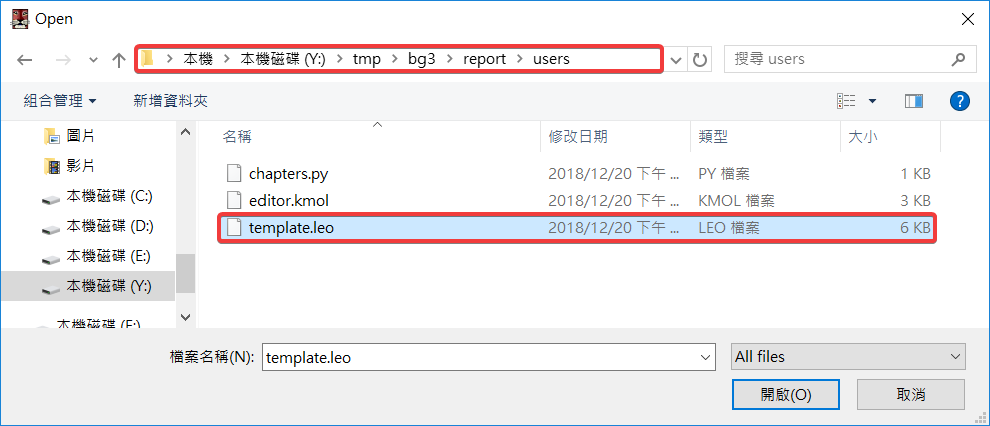 Open
本機 本機磁碟 (Y:) tmp bg3 report users
搜尋 users
組合管理 新增資料夾
圖片
影片
本機磁碟 (C:)
本機磁碟 (D:)
本機磁碟 (E:)
本機磁碟 (Y:)
本機磁碟 (F:)
名稱 修改日期 類型 大小
chapters.py 2018/12/20 下午 ... PY 檔案 1 KB
editor.kmol 2018/12/20 下午 ... KMOL 檔案 3 KB
template.leo 2018/12/20 下午 ... LEO 檔案 6 KB
檔案名稱(N): template.leo All files
開啟(O) 取消